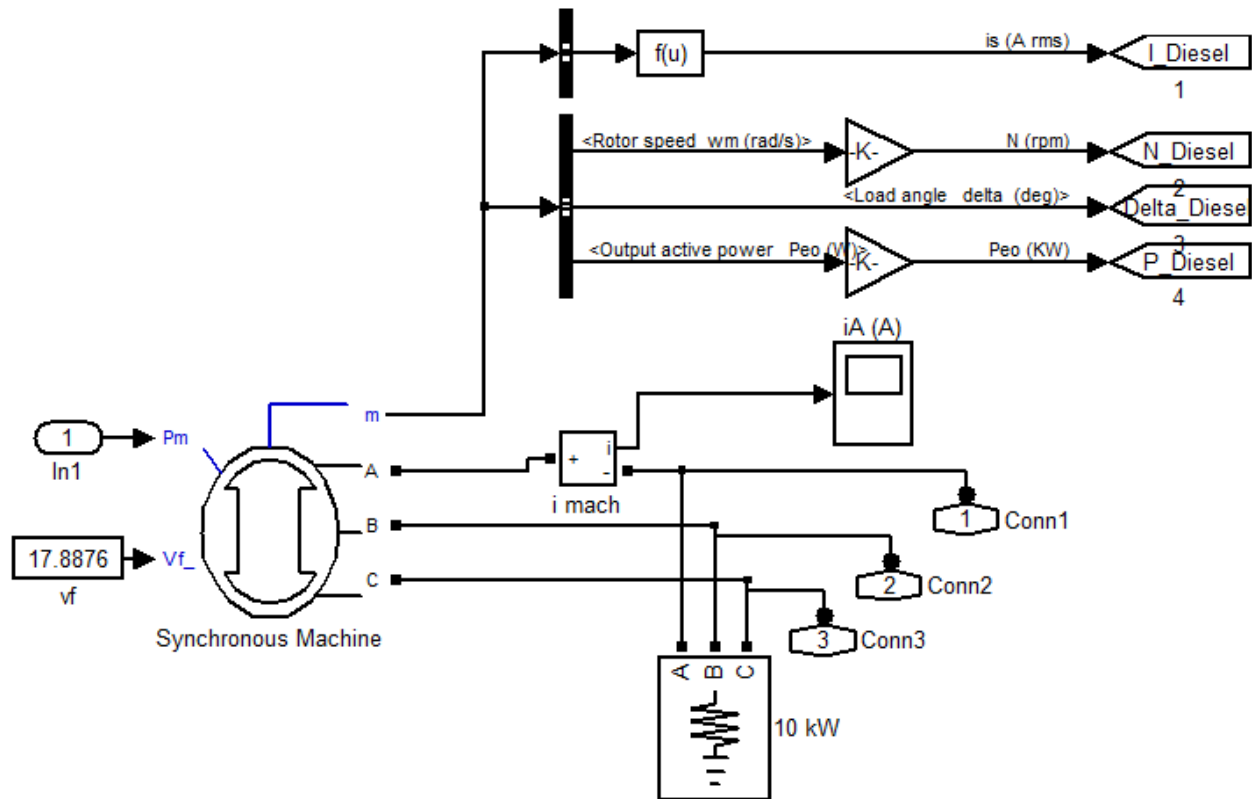 f(u)
is (A rms)
I_Diesel
1
<Rotor speed wm (rad/s)>
-K-
N (rpm)
N_Diesel
2
<Load angle delta (deg)>
Delta_Diesel
3
<Output active power Peo (W)>
-K-
Peo (KW)
P_Diesel
4
iA (A)
m
1
In1
Pm
A
+
i
-
i mach
1
Conn1
B
17.8876
vf
Vf_
C
2
Conn2
3
Conn3
Synchronous Machine
A
B
C
10 kW